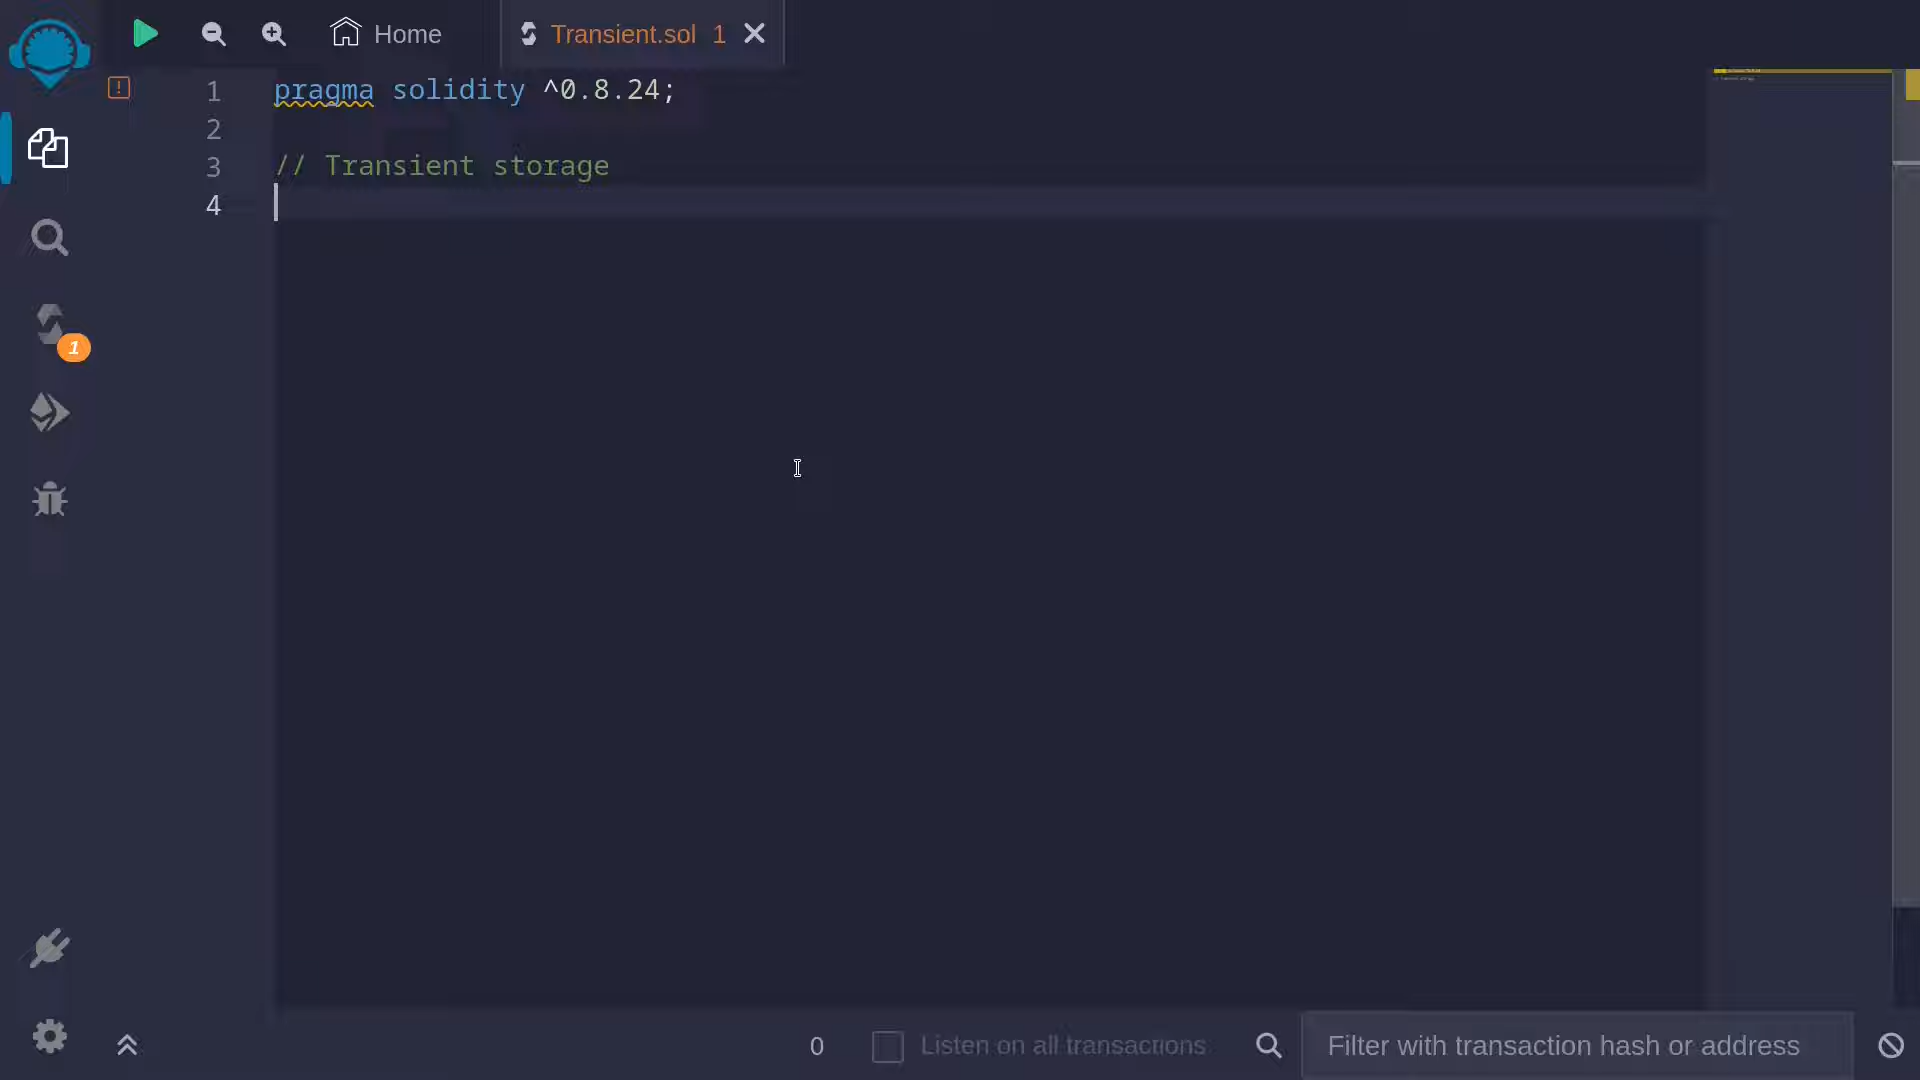 Home
Transient.sol 1
1 pragma solidity ^0.8.24;
2
3 // Transient storage
4
1
0
Listen on all transactions
Filter with transaction hash or address